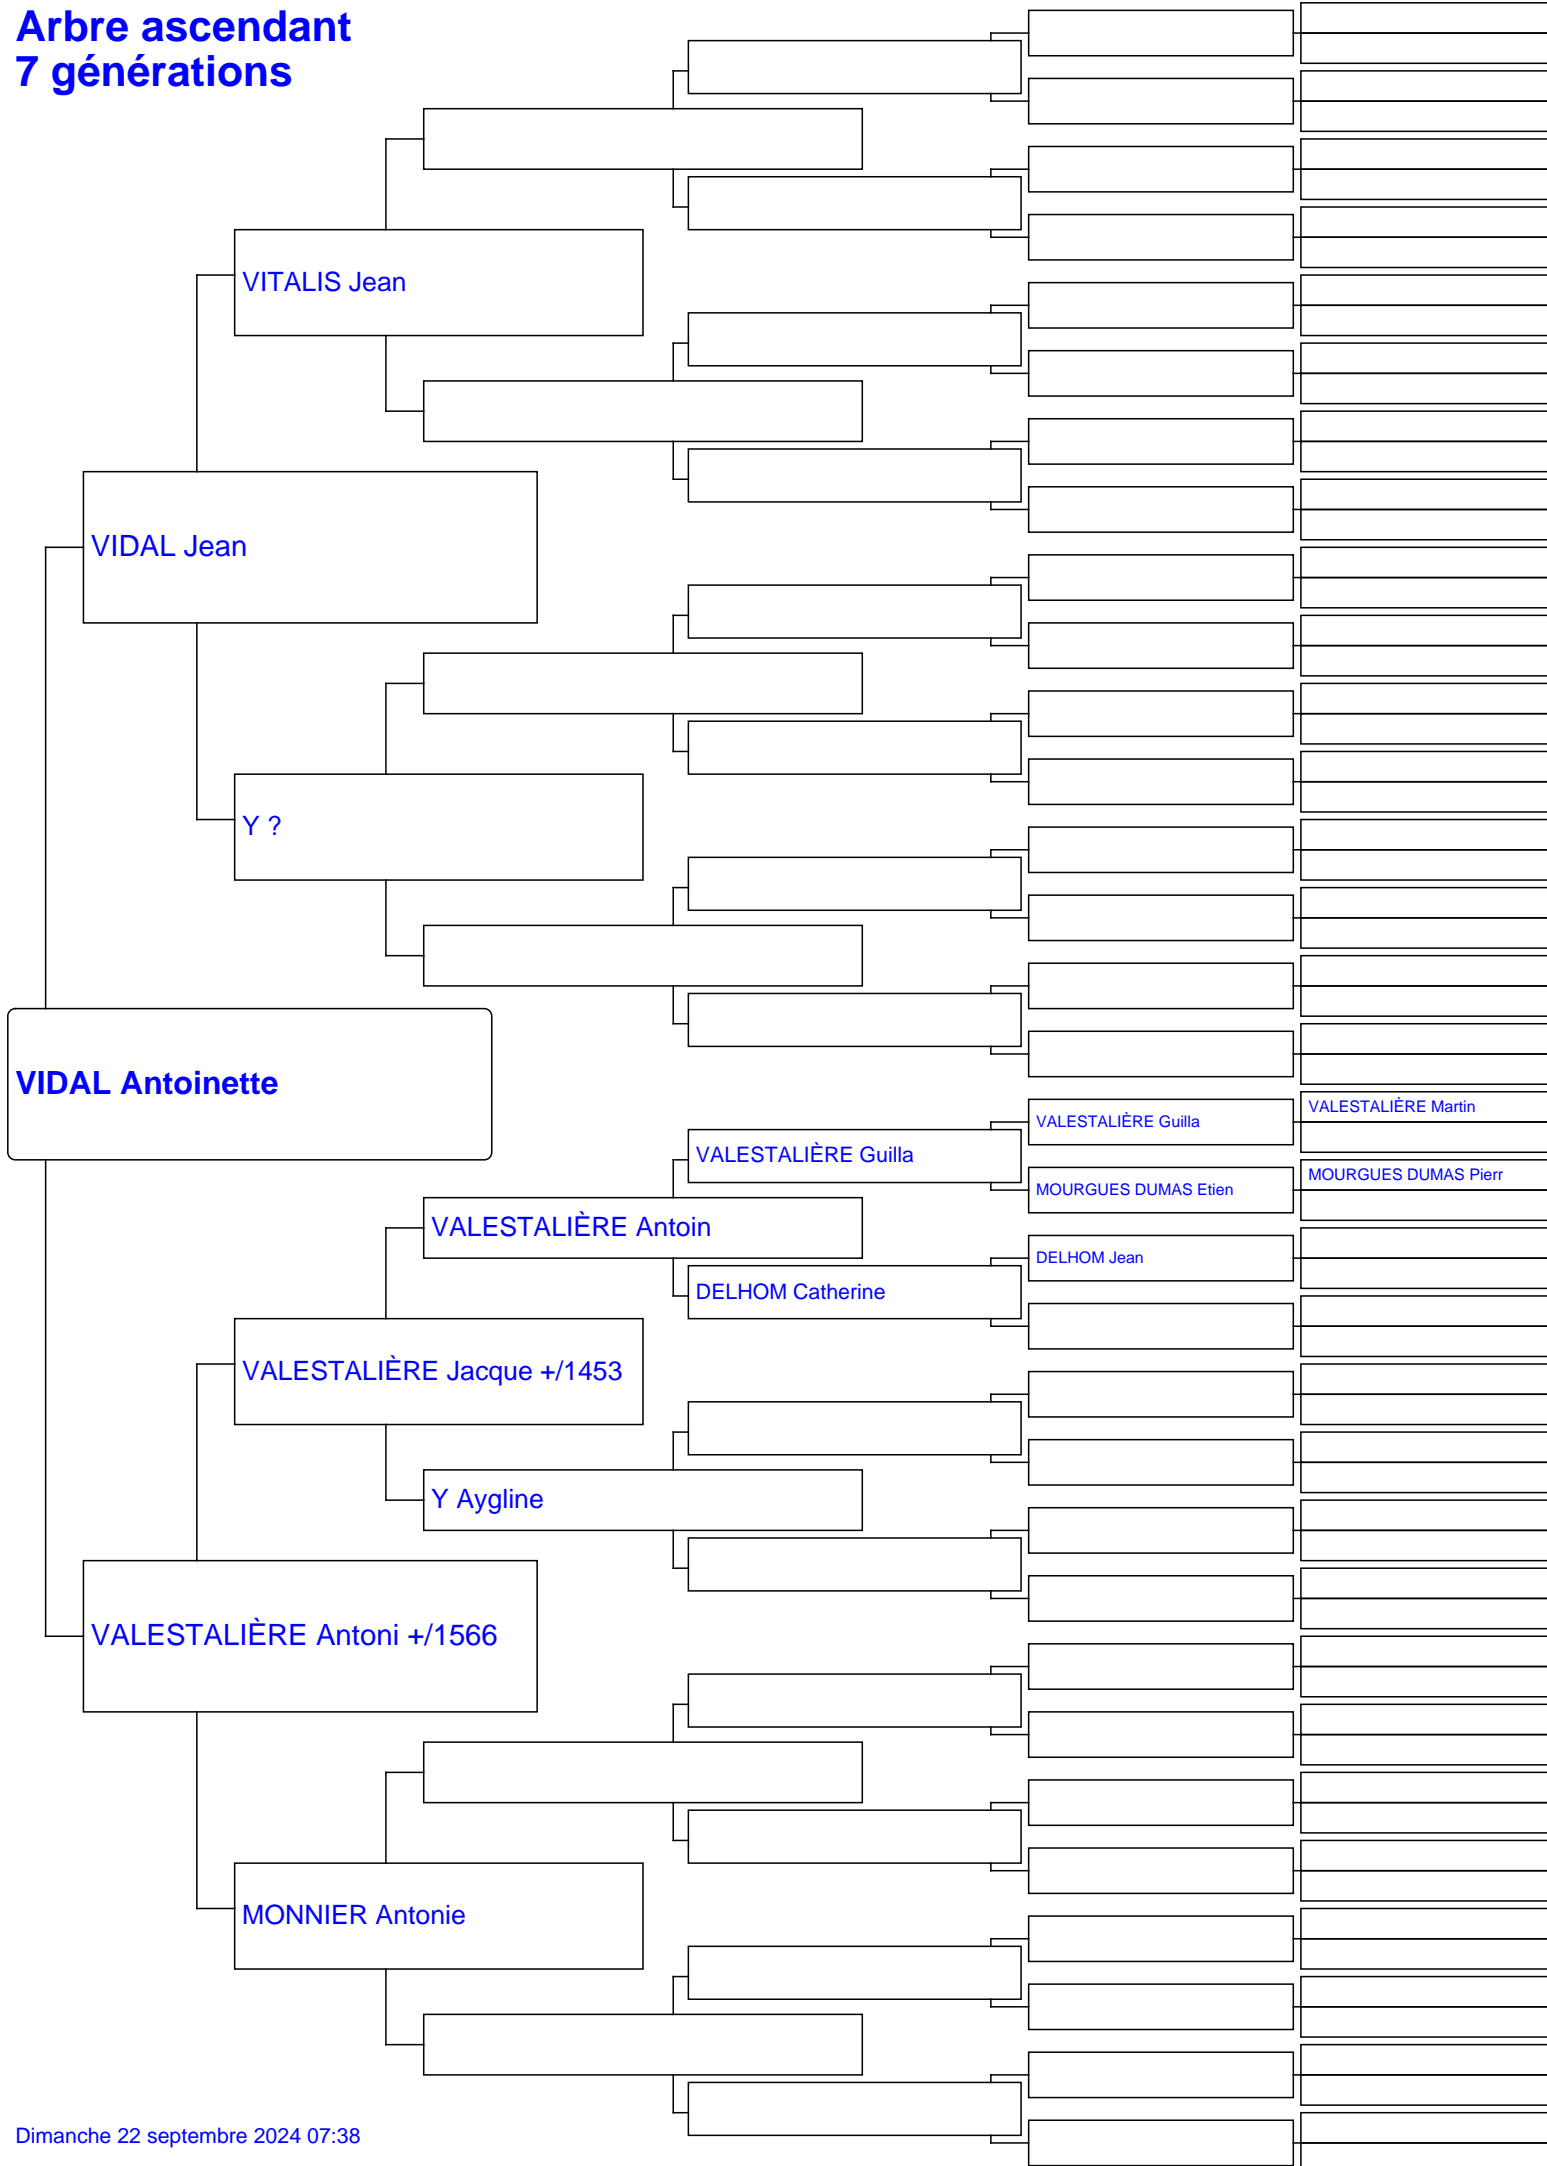 Arbre ascendant
7 générations
VITALIS Jean
VIDAL Jean
Y ?
VIDAL Antoinette
VALESTALIÈRE Martin
VALESTALIÈRE Guilla
VALESTALIÈRE Guilla
MOURGUES DUMAS Pierr
MOURGUES DUMAS Etien
VALESTALIÈRE Antoin
DELHOM Jean
DELHOM Catherine
VALESTALIÈRE Jacque +/1453
Y Aygline
VALESTALIÈRE Antoni +/1566
MONNIER Antonie
Dimanche 22 septembre 2024 07:38